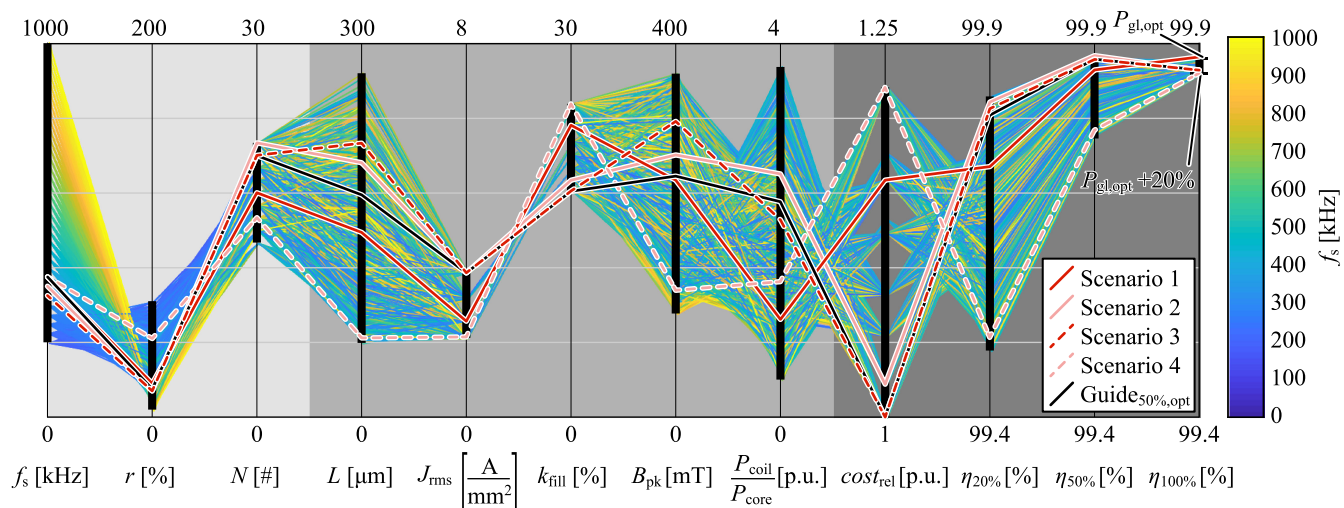 1000 200 30 300 8 30 400 4 1.25 99.9 99.9 99.9
P_gl,opt
P_gl,opt +20%
Scenario 1
Scenario 2
Scenario 3
Scenario 4
Guide_50%,opt
0 0 0 0 0 0 0 0 1 99.4 99.4 99.4
f_s [kHz] r [%] N [#] L [μm] J_rms [A/mm²] k_fill [%] B_pk [mT] P_coil/P_core [p.u.] cost_rel [p.u.] η_20% [%] η_50% [%] η_100% [%]
1000
900
800
700
600
500
400
300
200
100
0
f_s [kHz]